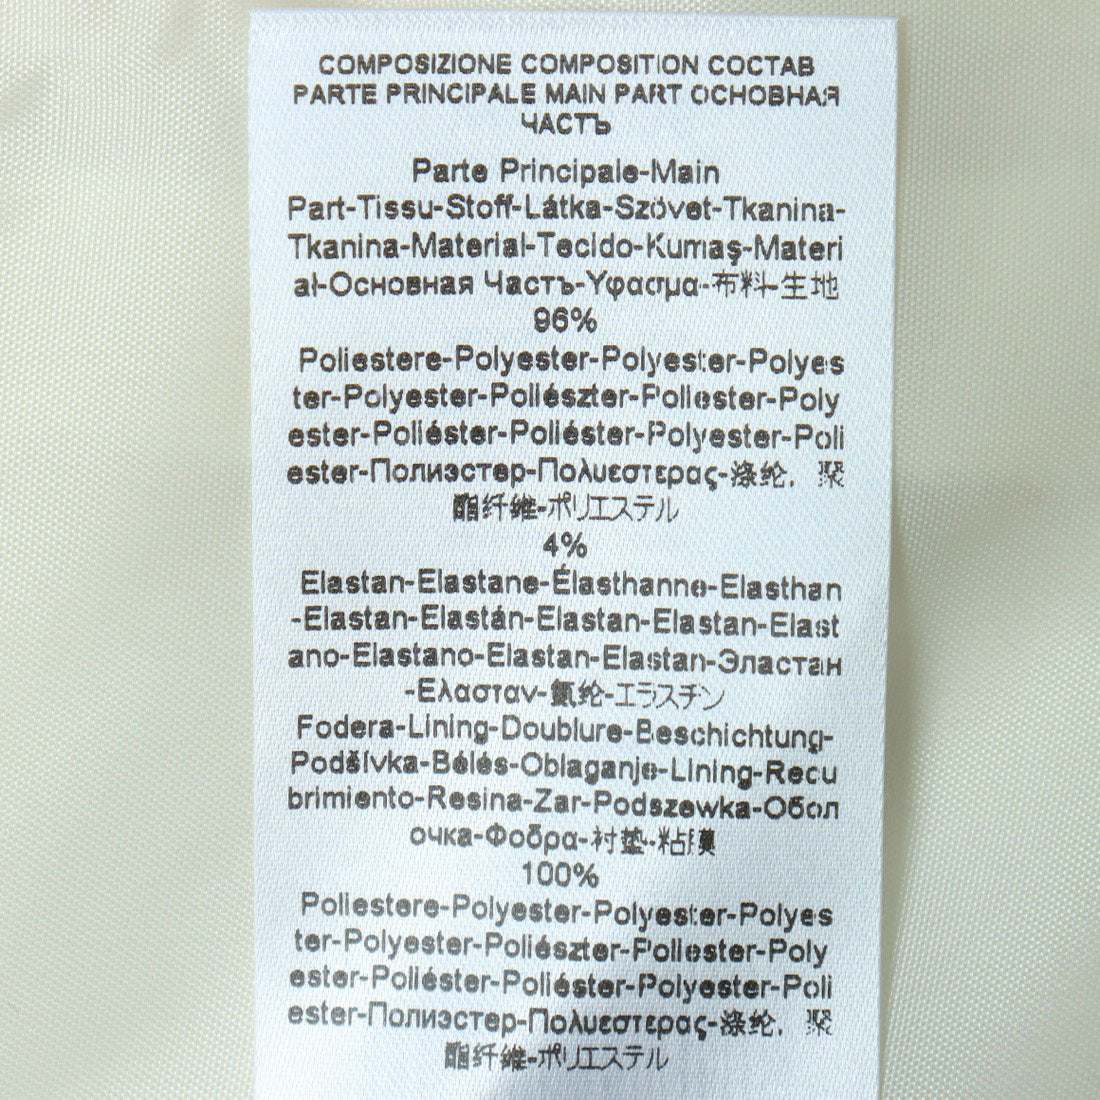 COMPOSIZIONE COMPOSITION COCTAB
PARTE PRINCIPALE MAIN PART ОСНОВНАЯ
ЧАСТЪ
Parte Principale-Main
Part-Tissu-Stoff-Látka-Szövet-Tkanina-
Tkanina-Material-Tecido-Kumaş-Materi
al-Основная Частъ-Υφασμα-布料-生地
96%
Poliestere-Polyester-Polyester-Polyes
ter-Polyester-Poliészter-Poliester-Poly
ester-Poliéster-Poliéster-Polyester-Poli
ester-Полиэстер-Πολυεστερας-涤纶, 聚
酯纤维-ポリエステル
4%
Elastan-Elastane-Élasthanne-Elasthan
-Elastan-Elastán-Elastan-Elastan-Elast
ano-Elastano-Elastan-Elastan-Эластан
-Ελασταν-氨纶-エラスチン
Fodera-Lining-Doublure-Beschichtung-
Podšívka-Bélés-Oblaganje-Lining-Recu
brimiento-Resina-Zar-Podszewka-Обол
очка-Φοδρα-衬垫-粘膜
100%
Poliestere-Polyester-Polyester-Polyes
ter-Polyester-Poliészter-Poliester-Poly
ester-Poliéster-Poliéster-Polyester-Poli
ester-Полиэстер-Πολυεστερας-涤纶, 聚
酯纤维-ポリエステル